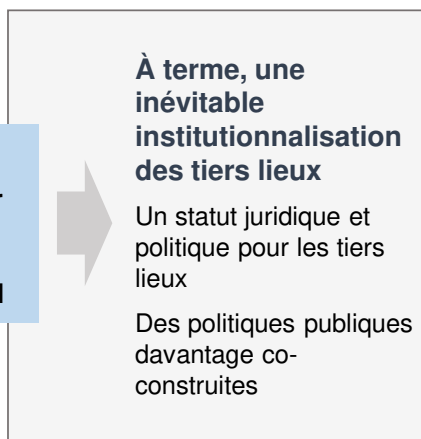 À terme, une
inévitable
institutionnalisation
des tiers lieux
Un statut juridique et
politique pour les tiers
lieux
Des politiques publiques
davantage co-
construites